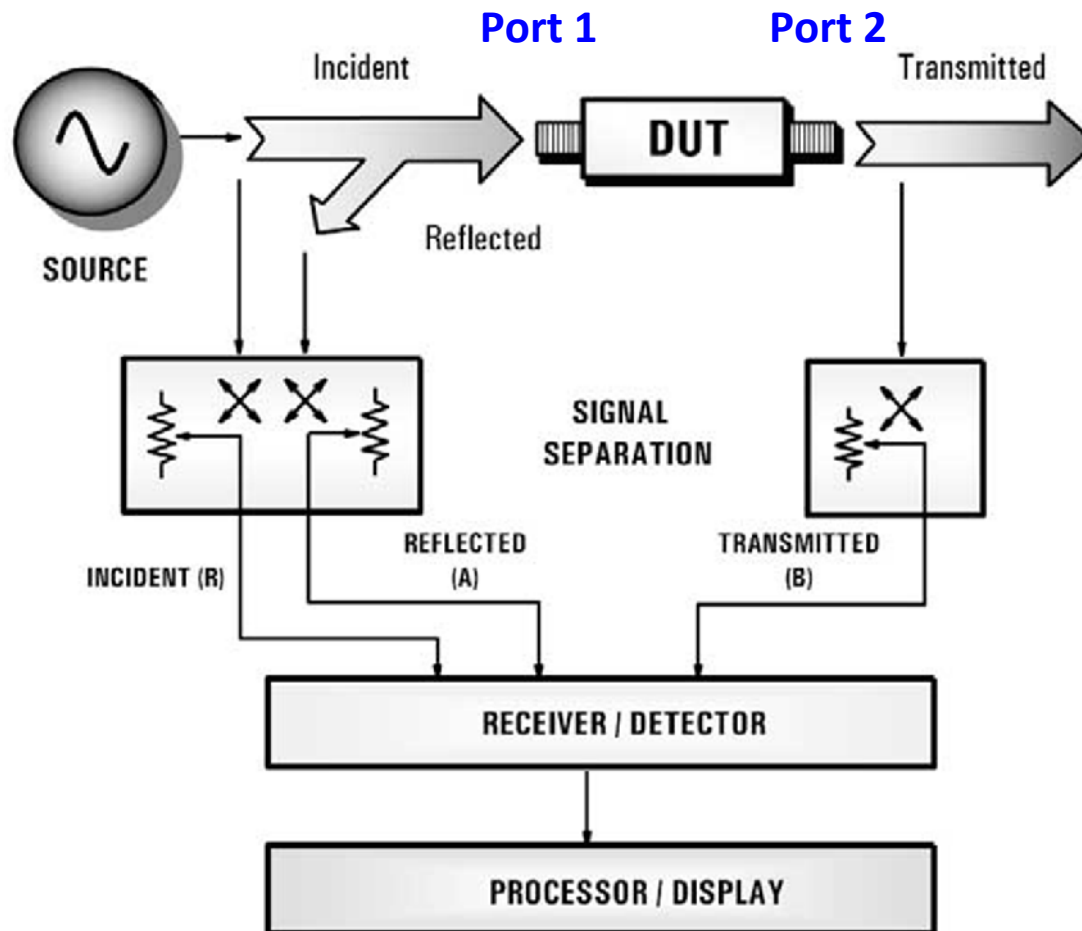 Port 1
Port 2
Incident
Transmitted
DUT
Reflected
SOURCE
SIGNAL
SEPARATION
REFLECTED
(A)
TRANSMITTED
(B)
INCIDENT (R)
RECEIVER / DETECTOR
PROCESSOR / DISPLAY